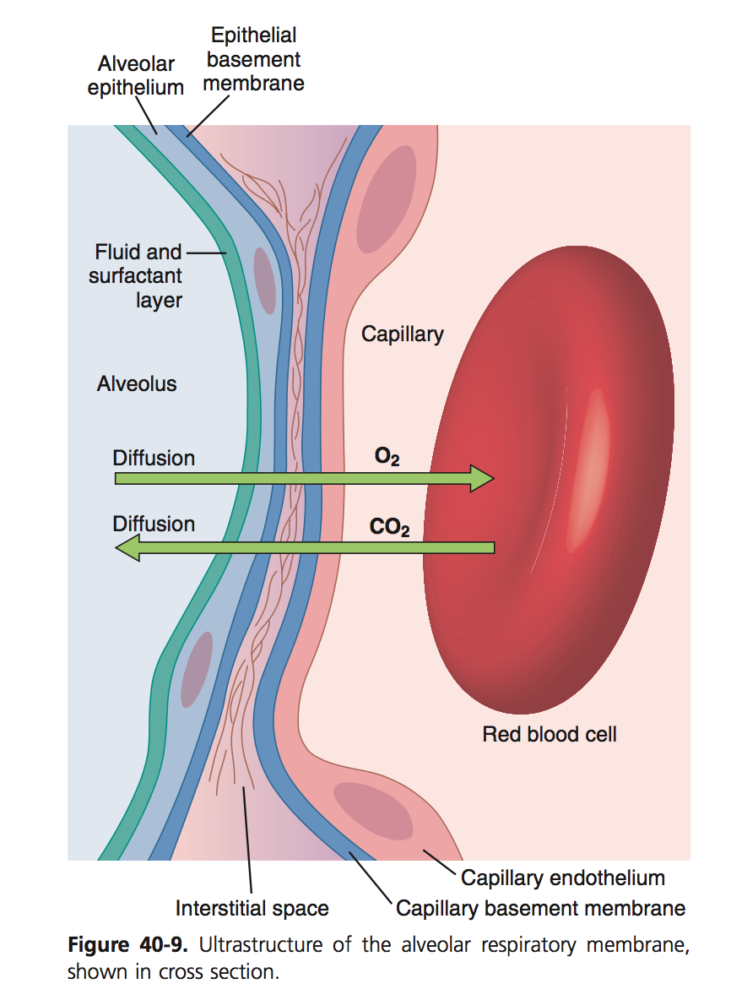 Epithelial
basement
membrane
Alveolar
epithelium
Fluid and
surfactant
layer
Capillary
Alveolus
Diffusion
O2
Diffusion
CO2
Red blood cell
Capillary endothelium
Interstitial space
Capillary basement membrane
Figure 40-9. Ultrastructure of the alveolar respiratory membrane,
shown in cross section.